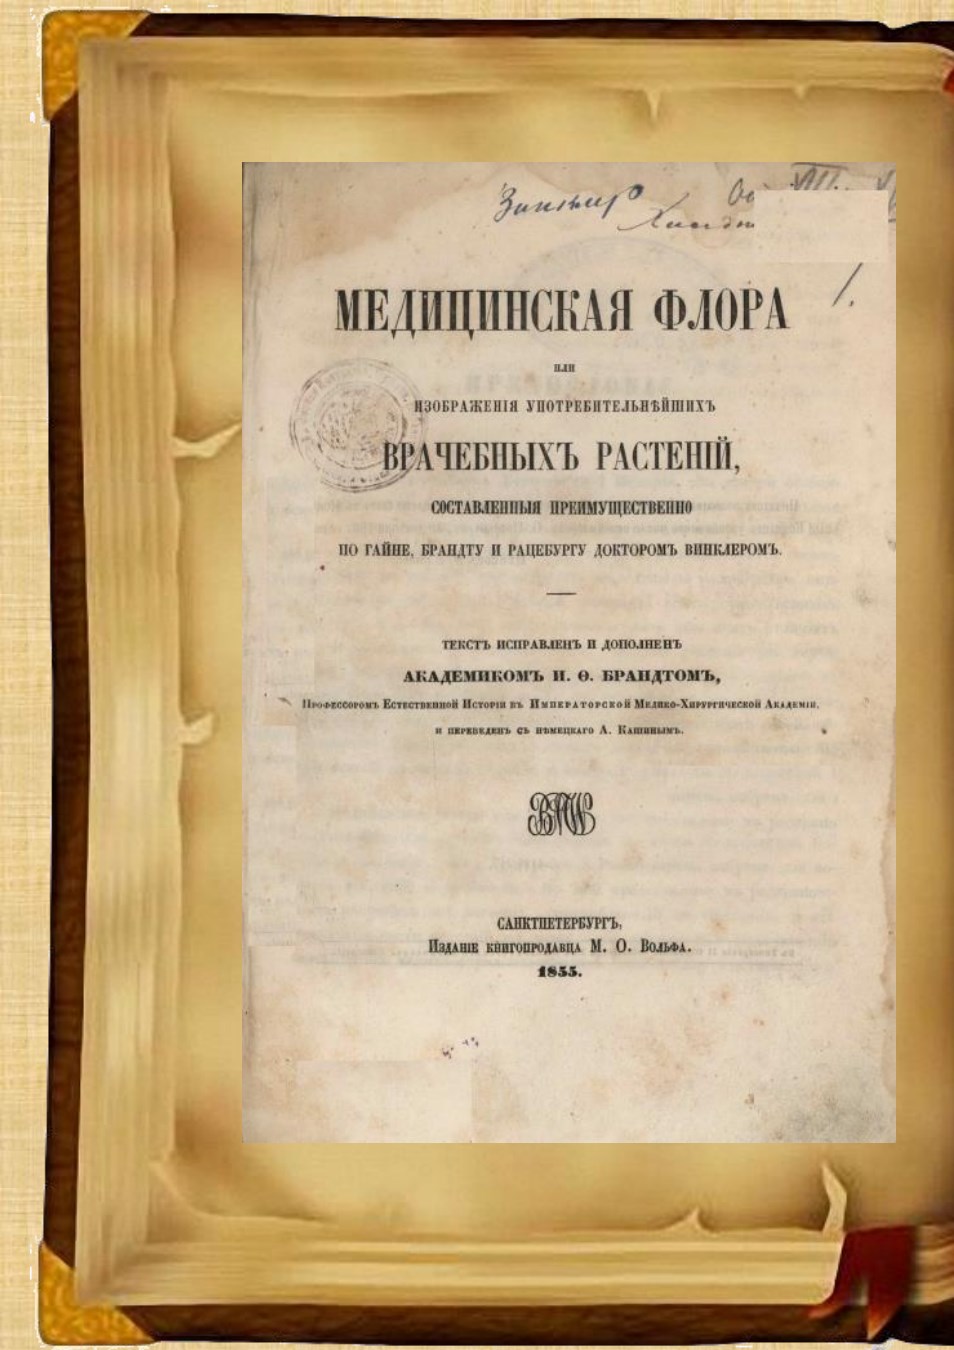 МЕДИЦИНСКАЯ ФЛОРА
ИЛИ
ИЗОБРАЖЕНІЯ УПОТРЕБИТЕЛЬНѢЙШИХЪ
ВРАЧЕБНЫХЪ РАСТЕНІЙ,
СОСТАВЛЕННЫЯ ПРЕИМУЩЕСТВЕННО
ПО ГАЙНЕ, БРАНДТУ И РАЦЕБУРГУ ДОКТОРОМЪ ВИНКЛЕРОМЪ.
ТЕКСТЪ ИСПРАВЛЕНЪ И ДОПОЛНЕНЪ
АКАДЕМИКОМЪ И. Ѳ. БРАНДТОМЪ,
Профессоромъ Естественной Исторіи въ Императорской Медико-Хирургической Академіи,
и переведенъ съ нѣмецкаго А. Кашинымъ.
САНКТПЕТЕРБУРГЪ,
Изданіе книгопродавца М. О. Вольфа.
1855.